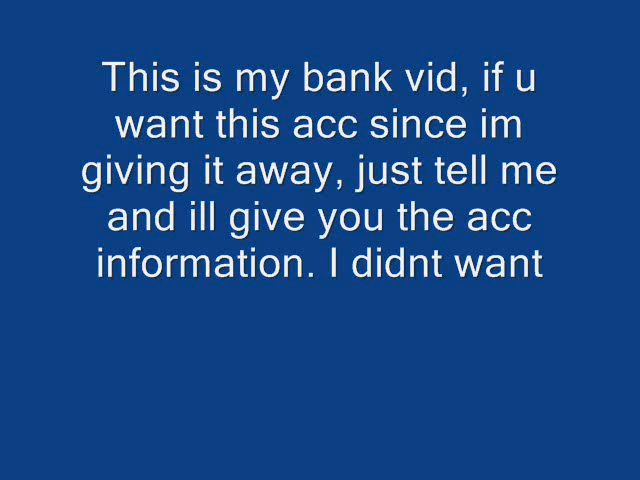 This is my bank vid, if u
want this acc since im
giving it away, just tell me
and ill give you the acc
information. I didnt want